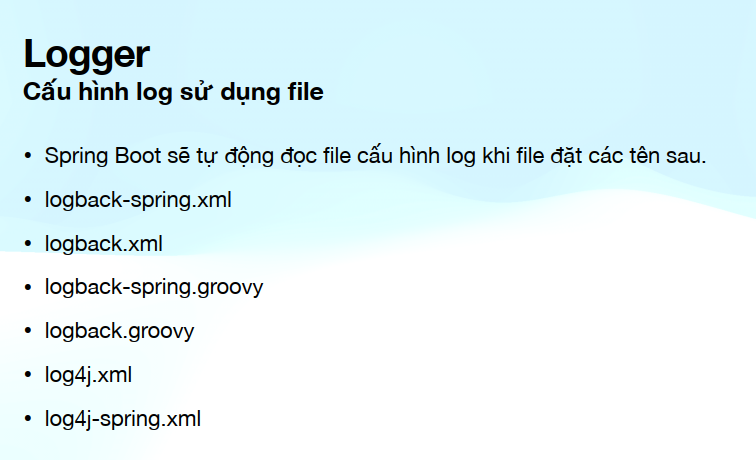 Logger
Cấu hình log sử dụng file
• Spring Boot sẽ tự động đọc file cấu hình log khi file đặt các tên sau.
• logback-spring.xml
• logback.xml
• logback-spring.groovy
• logback.groovy
• log4j.xml
• log4j-spring.xml